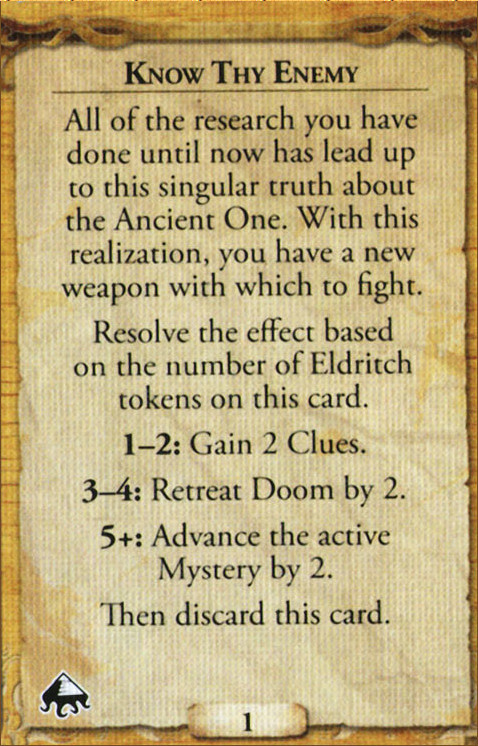 Know Thy Enemy
All of the research you have
done until now has lead up
to this singular truth about
the Ancient One. With this
realization, you have a new
weapon with which to fight.
Resolve the effect based
on the number of Eldritch
tokens on this card.
1–2: Gain 2 Clues.
3–4: Retreat Doom by 2.
5+: Advance the active
Mystery by 2.
Then discard this card.
1